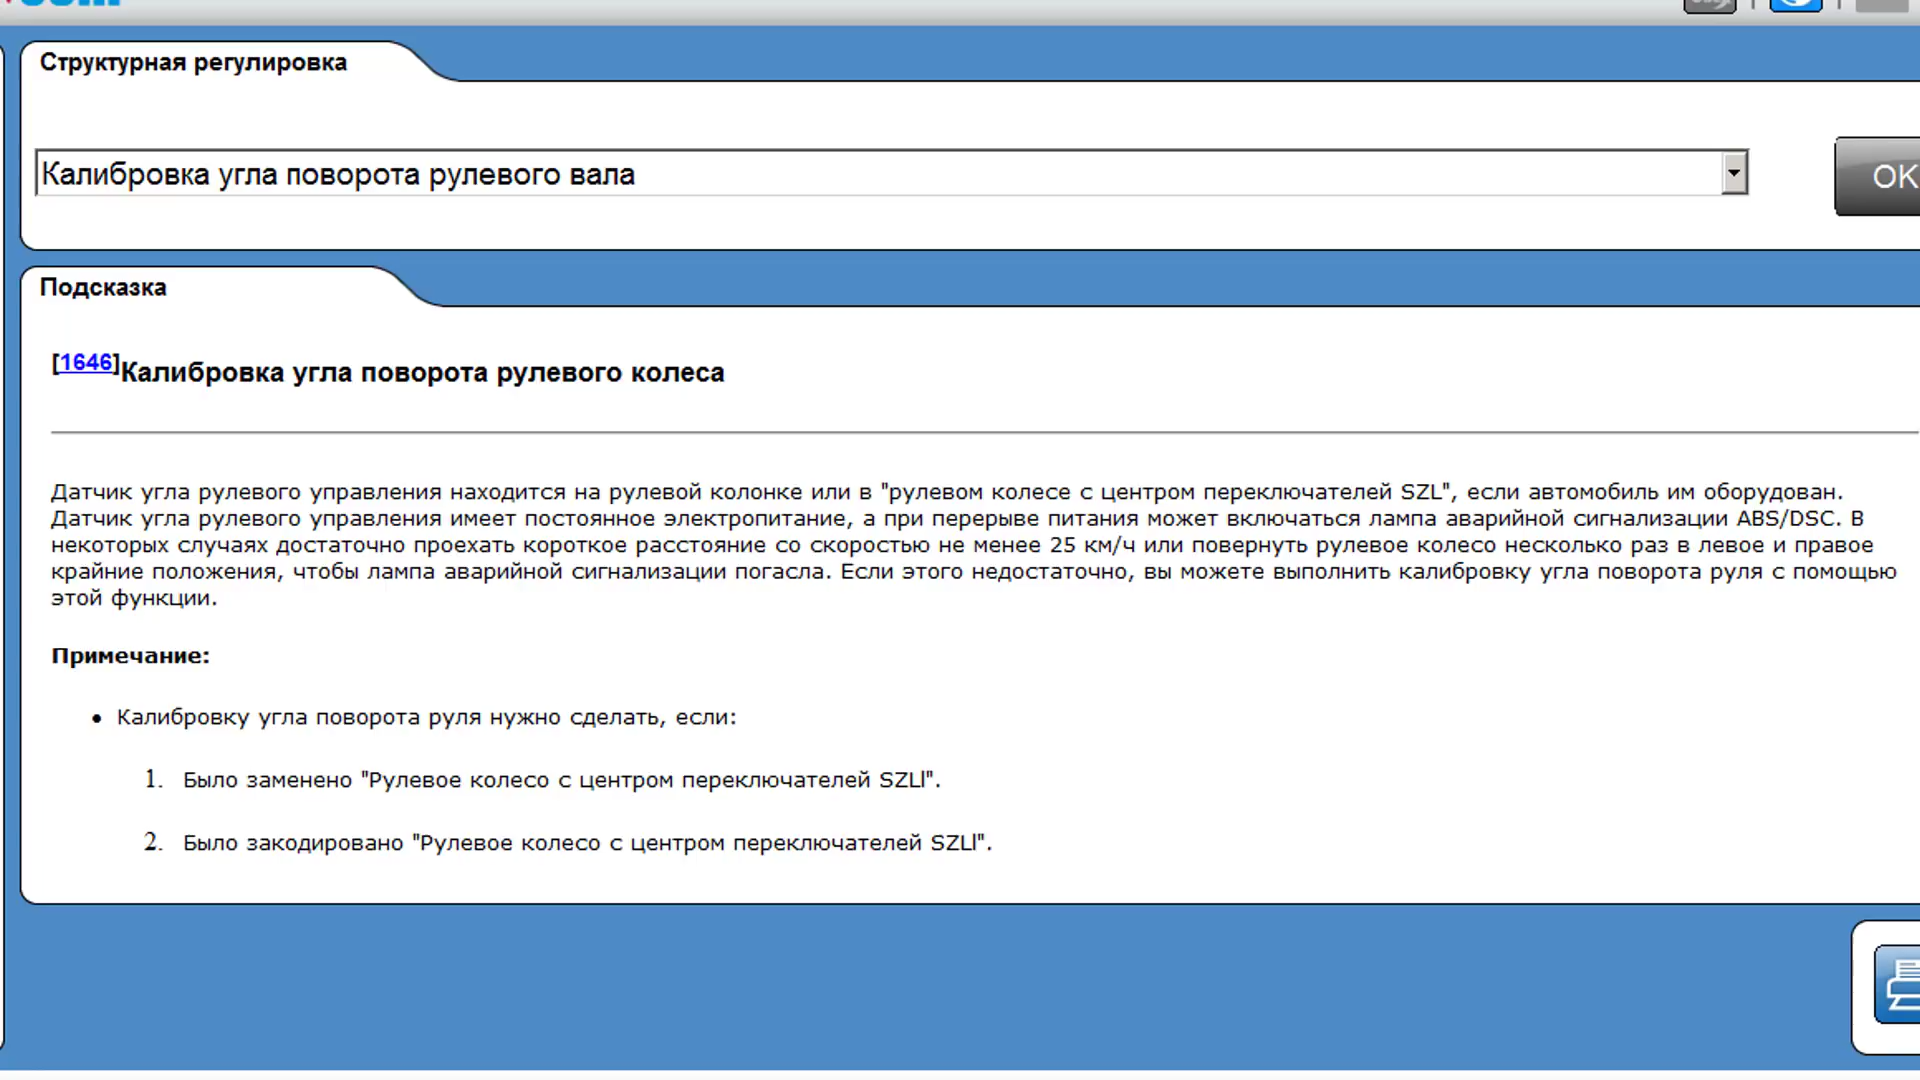 Структурная регулировка
Калибровка угла поворота рулевого вала
OK
Подсказка
[1646]Калибровка угла поворота рулевого колеса
Датчик угла рулевого управления находится на рулевой колонке или в "рулевом колесе с центром переключателей SZL", если автомобиль им оборудован.
Датчик угла рулевого управления имеет постоянное электропитание, а при перерыве питания может включаться лампа аварийной сигнализации ABS/DSC. В
некоторых случаях достаточно проехать короткое расстояние со скоростью не менее 25 км/ч или повернуть рулевое колесо несколько раз в левое и правое
крайние положения, чтобы лампа аварийной сигнализации погасла. Если этого недостаточно, вы можете выполнить калибровку угла поворота руля с помощью
этой функции.
Примечание:
• Калибровку угла поворота руля нужно сделать, если:
1. Было заменено "Рулевое колесо с центром переключателей SZLl".
2. Было закодировано "Рулевое колесо с центром переключателей SZLl".